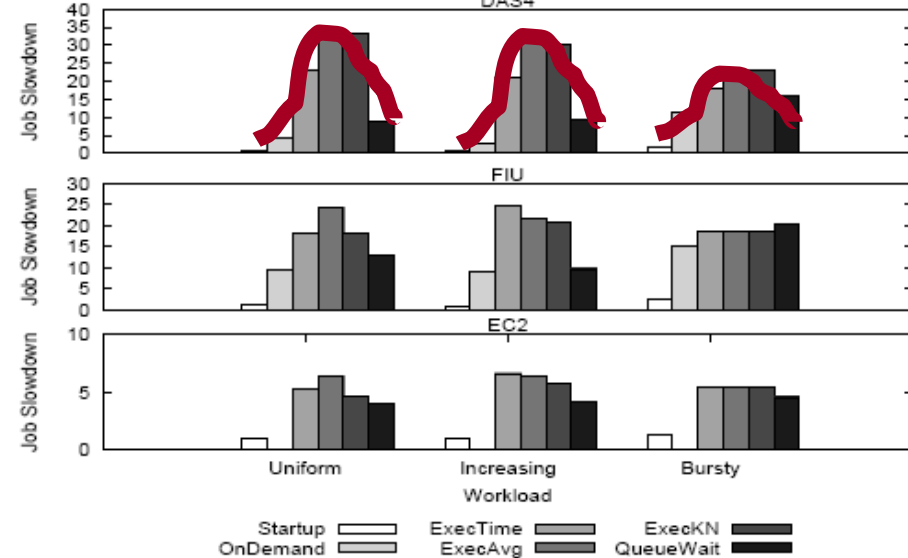 DAS4
Job Slowdown
40
35
30
25
20
15
10
5
0
FIU
Job Slowdown
30
25
20
15
10
5
0
EC2
Job Slowdown
10
5
0
Uniform Increasing Bursty
Workload
Startup ExecTime ExecKN
OnDemand ExecAvg QueueWait